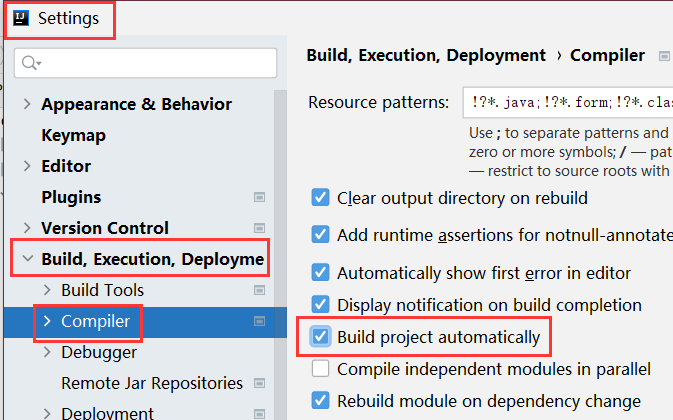 IJ Settings
Appearance & Behavior
Keymap
Editor
Plugins
Version Control
Build, Execution, Deployme
Build Tools
Compiler
Debugger
Remote Jar Repositories
Deployment
Build, Execution, Deployment › Compiler
Resource patterns: !?*.java;!?*.form;!?*.clas
Use ; to separate patterns and
zero or more symbols; / — pat
— restrict to source roots with
Clear output directory on rebuild
Add runtime assertions for notnull-annotate
Automatically show first error in editor
Display notification on build completion
Build project automatically
Compile independent modules in parallel
Rebuild module on dependency change